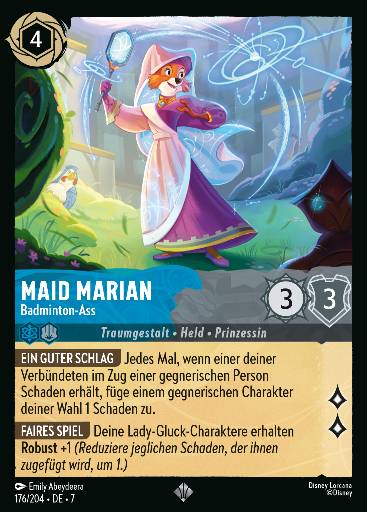 4
MAID MARIAN
Badminton-Ass
3
3
Traumgestalt • Held • Prinzessin
EIN GUTER SCHLAG Jedes Mal, wenn einer deiner
Verbündeten im Zug einer gegnerischen Person
Schaden erhält, füge einem gegnerischen Charakter
deiner Wahl 1 Schaden zu.
FAIRES SPIEL Deine Lady-Gluck-Charaktere erhalten
Robust +1 (Reduziere jeglichen Schaden, der ihnen
zugefügt wird, um 1.)
Emily Abeydeera
176/204 • DE • 7
Disney Lorcana
©Disney